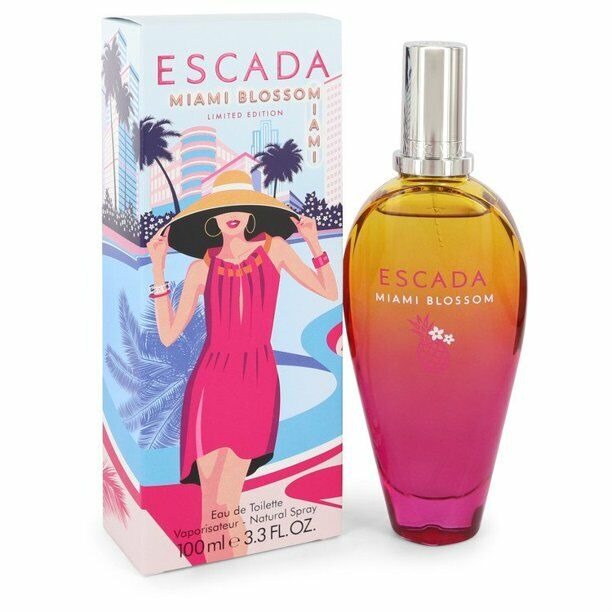 ESCADA
MIAMI BLOSSOM
LIMITED EDITION
MIAMI
Eau de Toilette
Vaporisateur - Natural Spray
100 ml e 3.3 FL.OZ.
ESCADA
MIAMI BLOSSOM